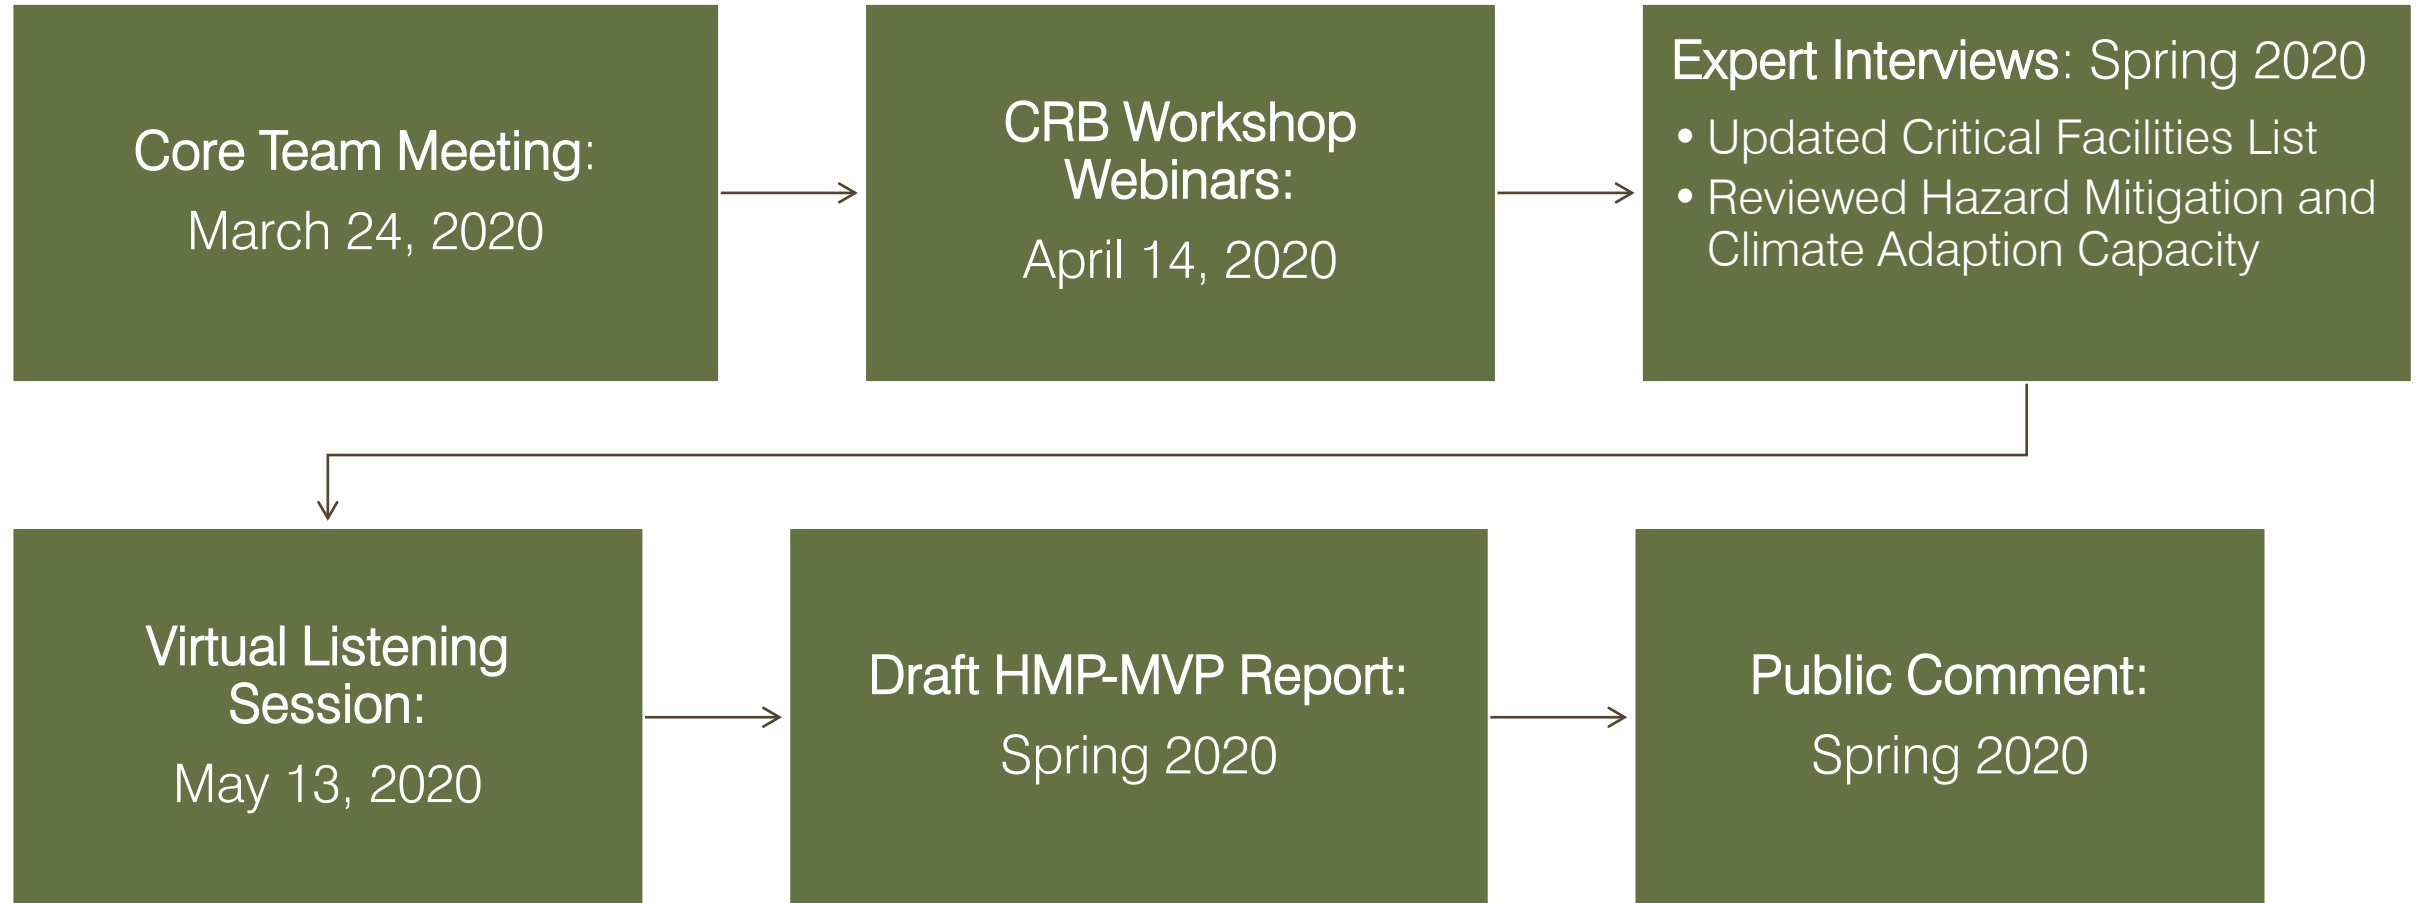 Core Team Meeting:
March 24, 2020
CRB Workshop
Webinars:
April 14, 2020
Expert Interviews: Spring 2020
• Updated Critical Facilities List
• Reviewed Hazard Mitigation and
Climate Adaption Capacity
Virtual Listening
Session:
May 13, 2020
Draft HMP-MVP Report:
Spring 2020
Public Comment:
Spring 2020